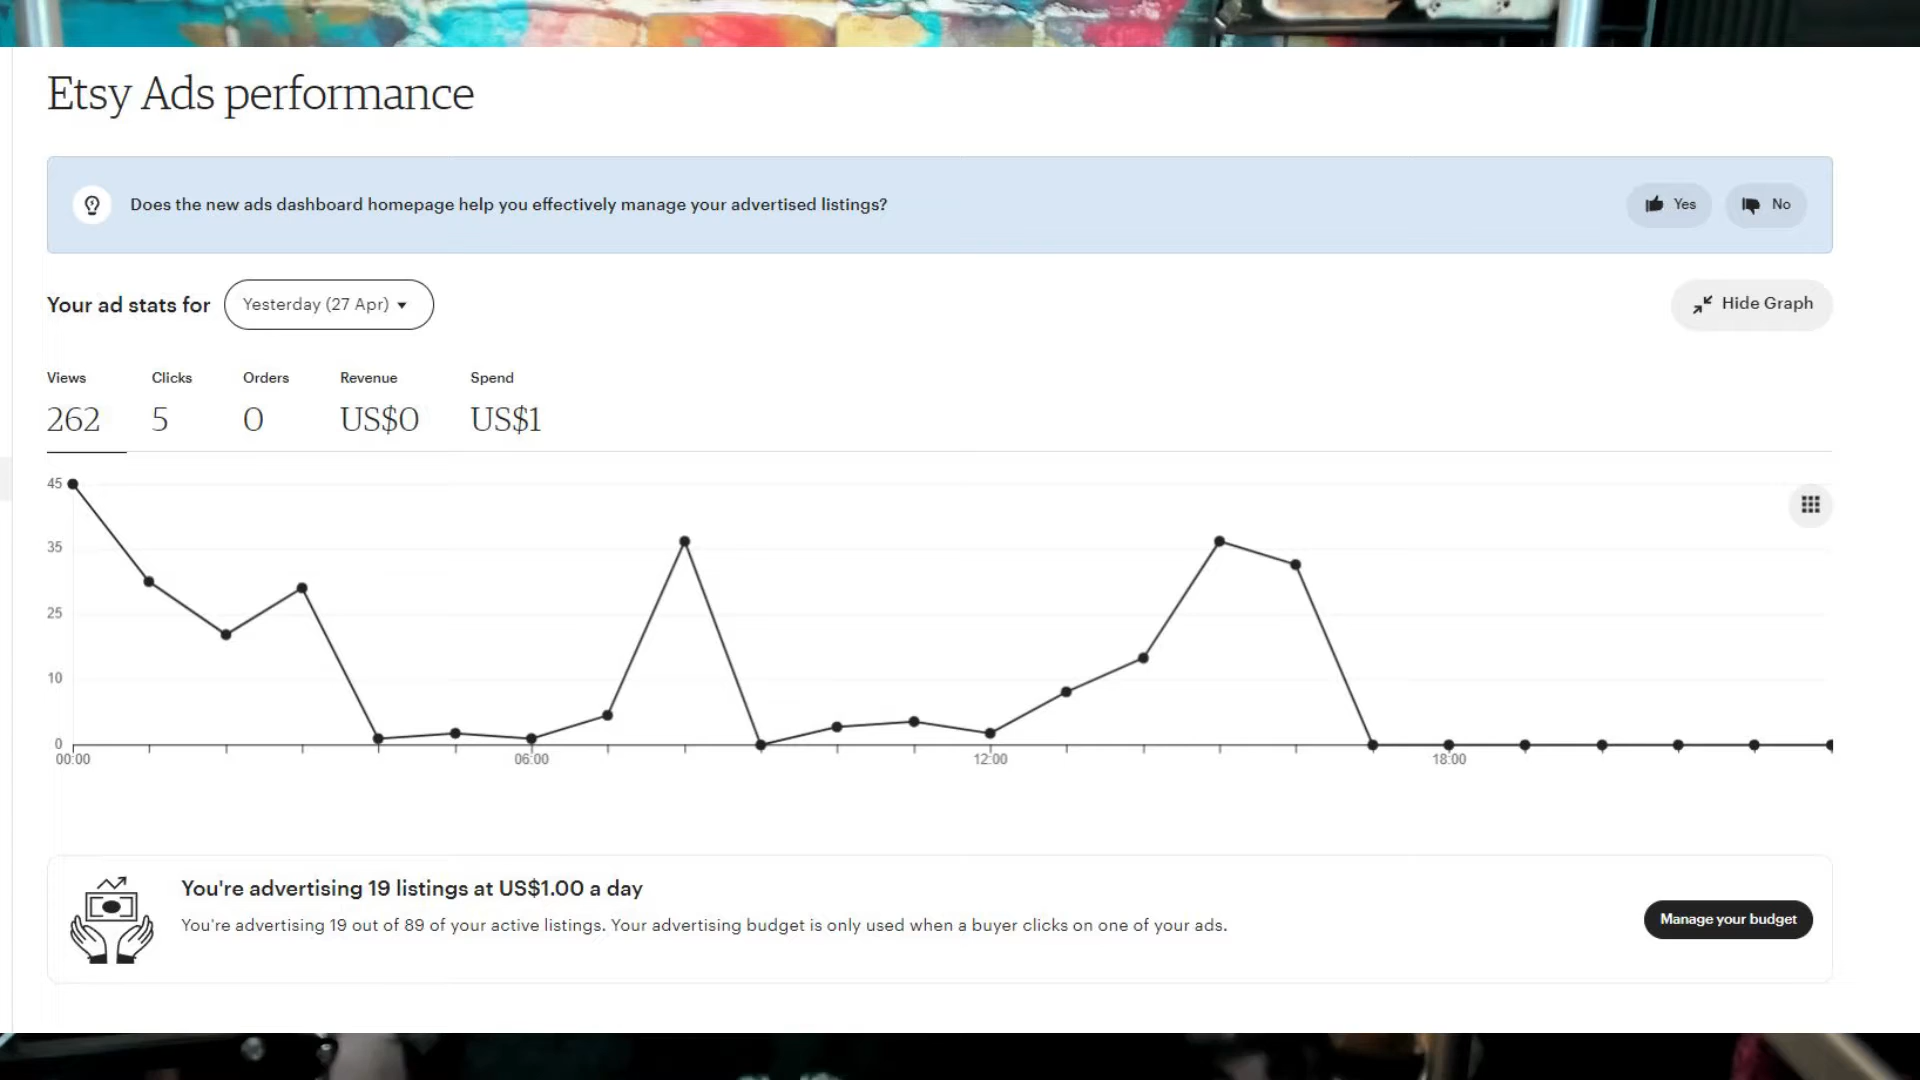 Etsy Ads performance
Does the new ads dashboard homepage help you effectively manage your advertised listings?
Yes
No
Your ad stats for
Yesterday (27 Apr)
Hide Graph
Views
Clicks
Orders
Revenue
Spend
262
5
0
US$0
US$1
45
35
25
10
0
00:00
06:00
12:00
18:00
You're advertising 19 listings at US$1.00 a day
You're advertising 19 out of 89 of your active listings. Your advertising budget is only used when a buyer clicks on one of your ads.
Manage your budget